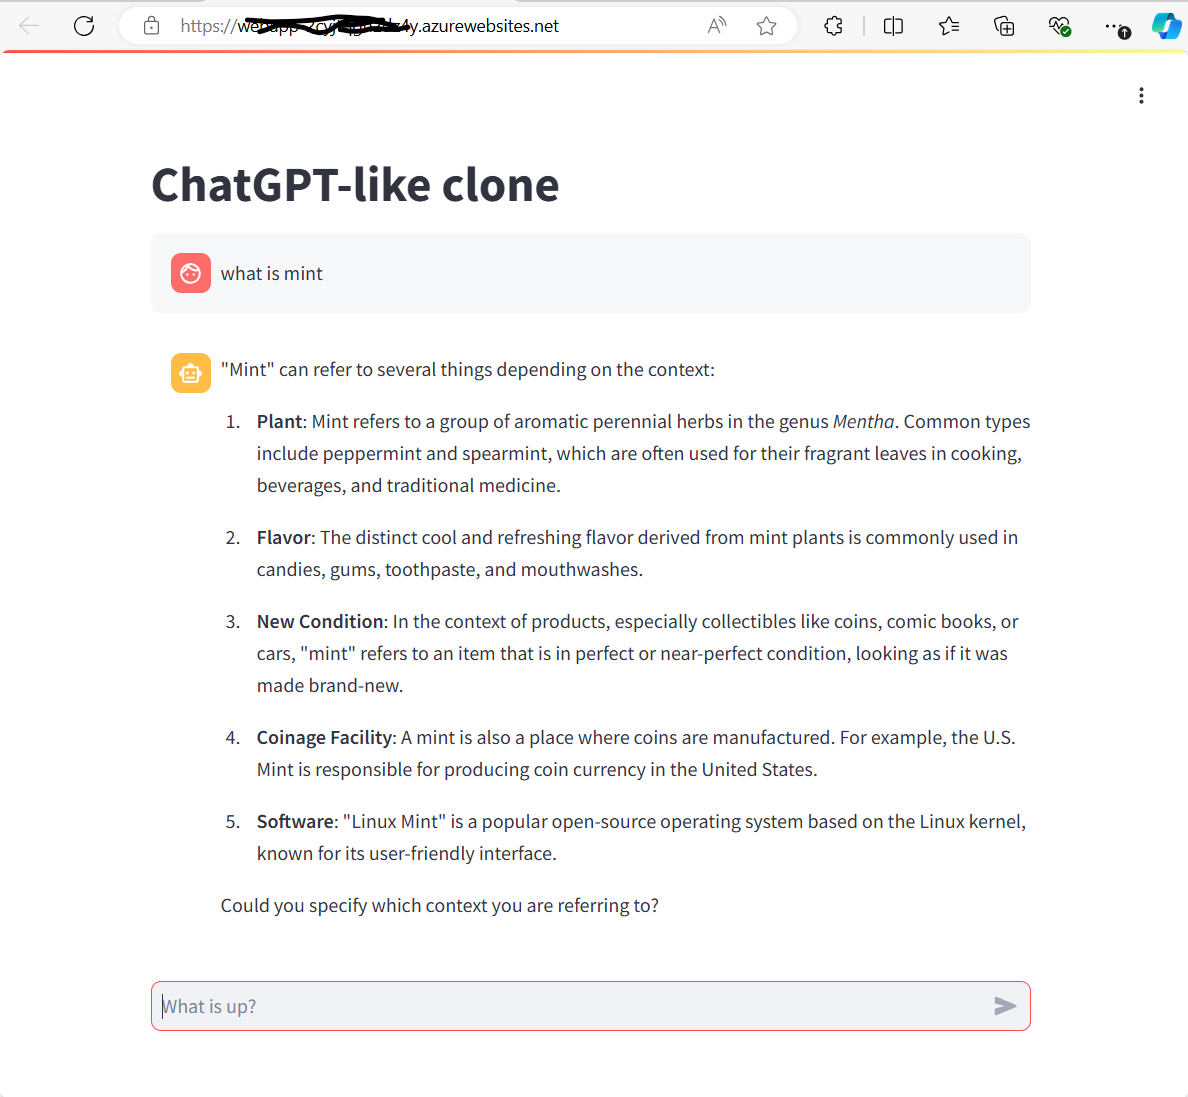 .azurewebsites.net
ChatGPT-like clone
what is mint
"Mint" can refer to several things depending on the context:
1. Plant: Mint refers to a group of aromatic perennial herbs in the genus Mentha. Common types
include peppermint and spearmint, which are often used for their fragrant leaves in cooking,
beverages, and traditional medicine.
2. Flavor: The distinct cool and refreshing flavor derived from mint plants is commonly used in
candies, gums, toothpaste, and mouthwashes.
3. New Condition: In the context of products, especially collectibles like coins, comic books, or
cars, "mint" refers to an item that is in perfect or near-perfect condition, looking as if it was
made brand-new.
4. Coinage Facility: A mint is also a place where coins are manufactured. For example, the U.S.
Mint is responsible for producing coin currency in the United States.
5. Software: "Linux Mint" is a popular open-source operating system based on the Linux kernel,
known for its user-friendly interface.
Could you specify which context you are referring to?
What is up?